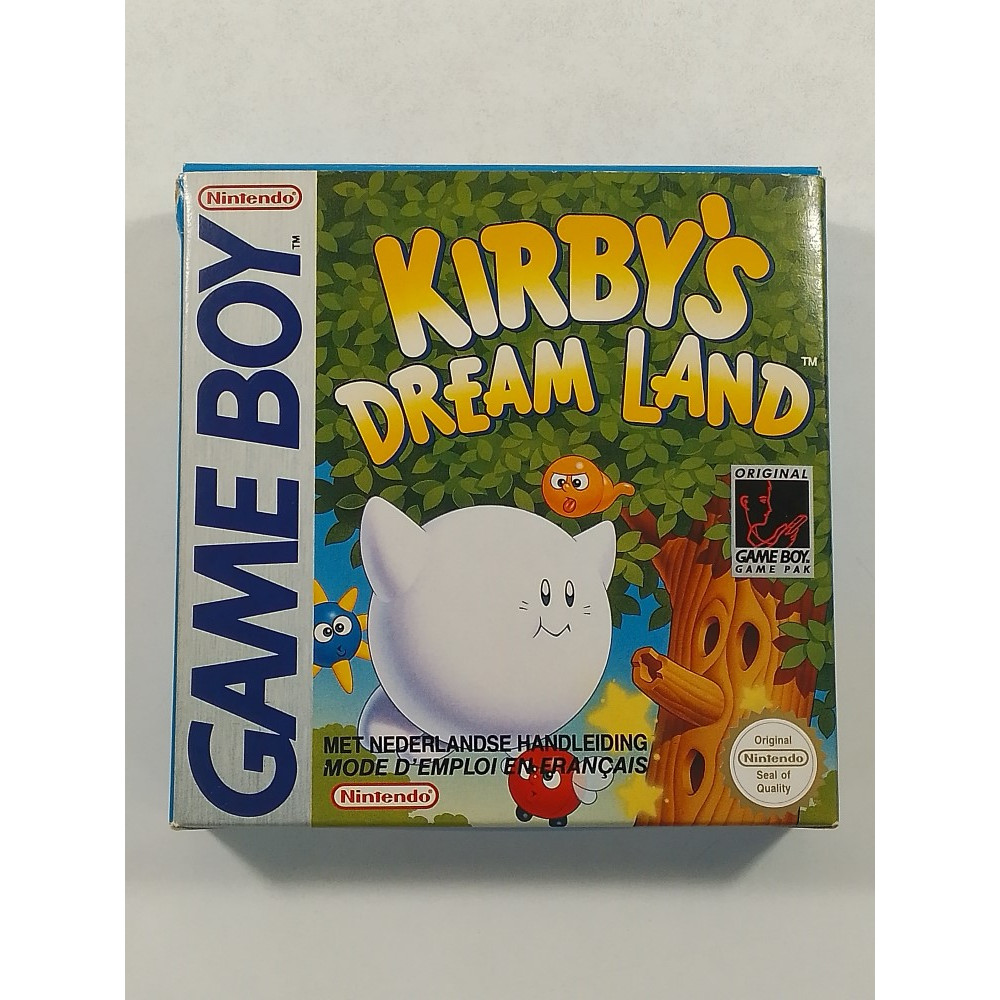 Nintendo®
GAME BOY™
KIRBY'S
DREAM LAND™
ORIGINAL
GAME BOY®
GAME PAK
MET NEDERLANDSE HANDLEIDING
MODE D'EMPLOI EN FRANÇAIS
Nintendo®
Original
Nintendo®
Seal of
Quality